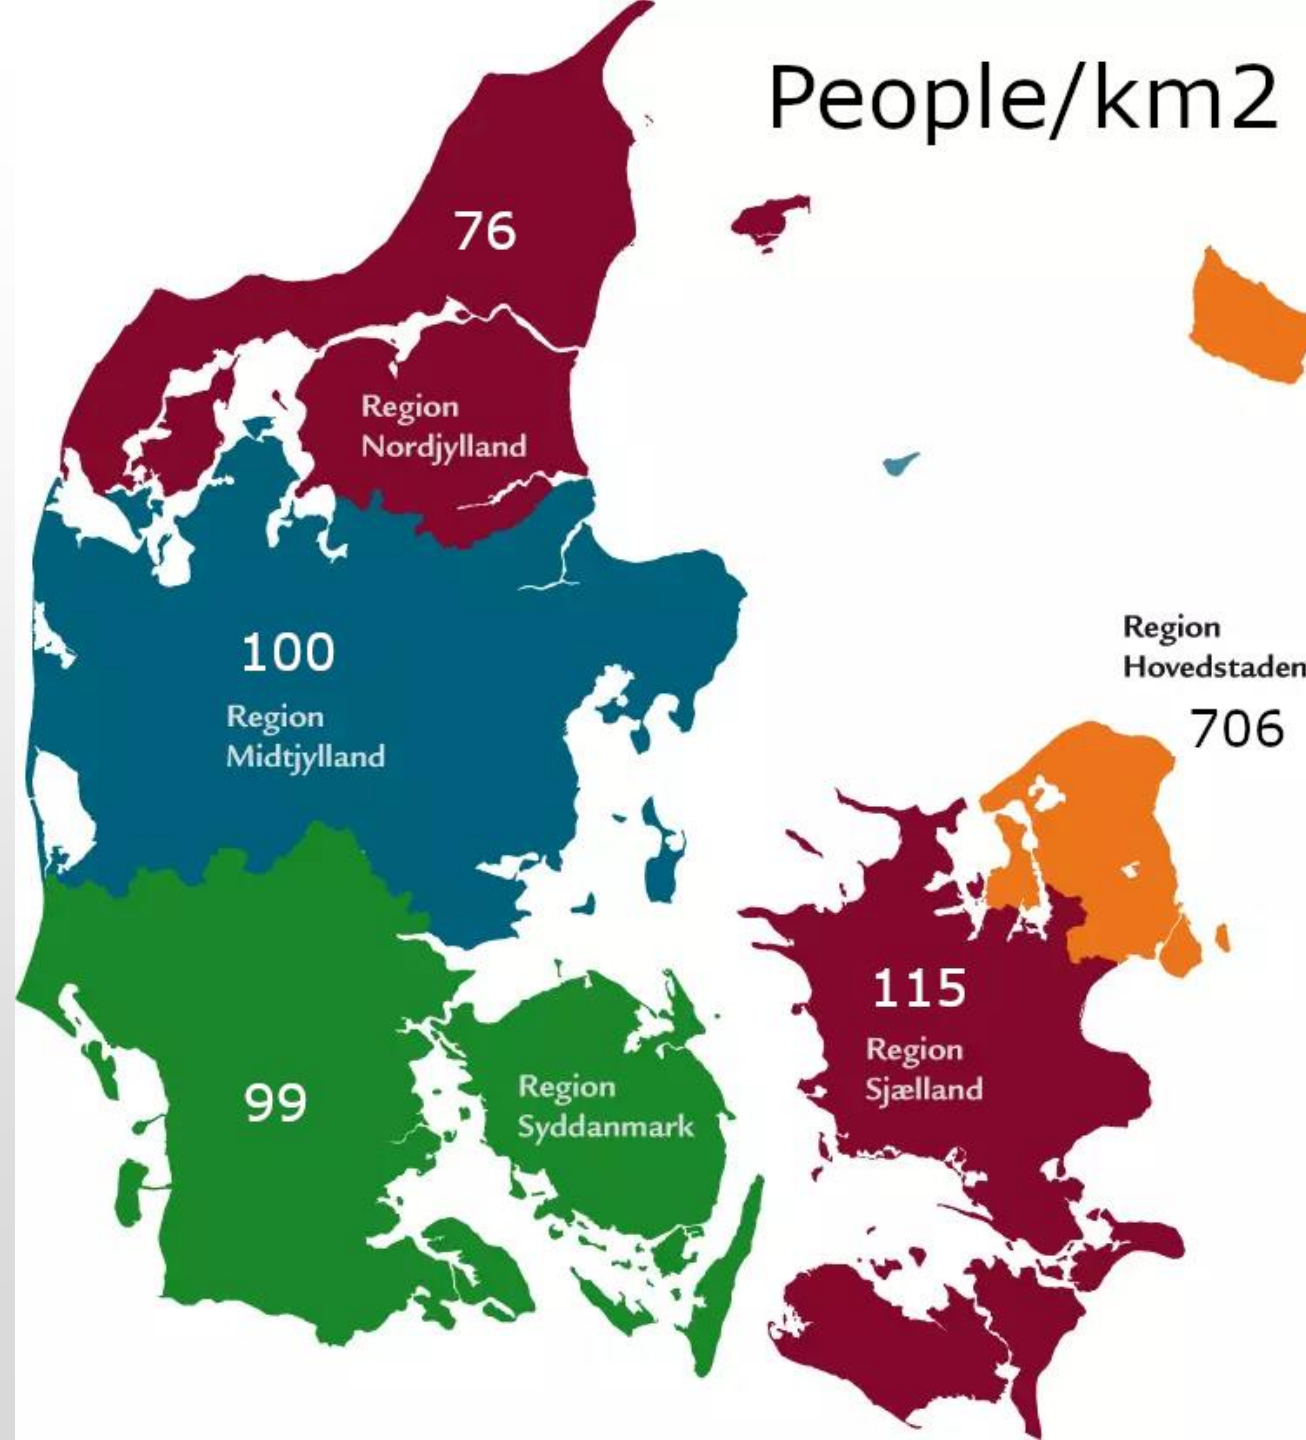 People/km2
76
Region
Nordjylland
100
Region
Midtjylland
Region
Hovedstaden
706
115
Region
Sjælland
99
Region
Syddanmark